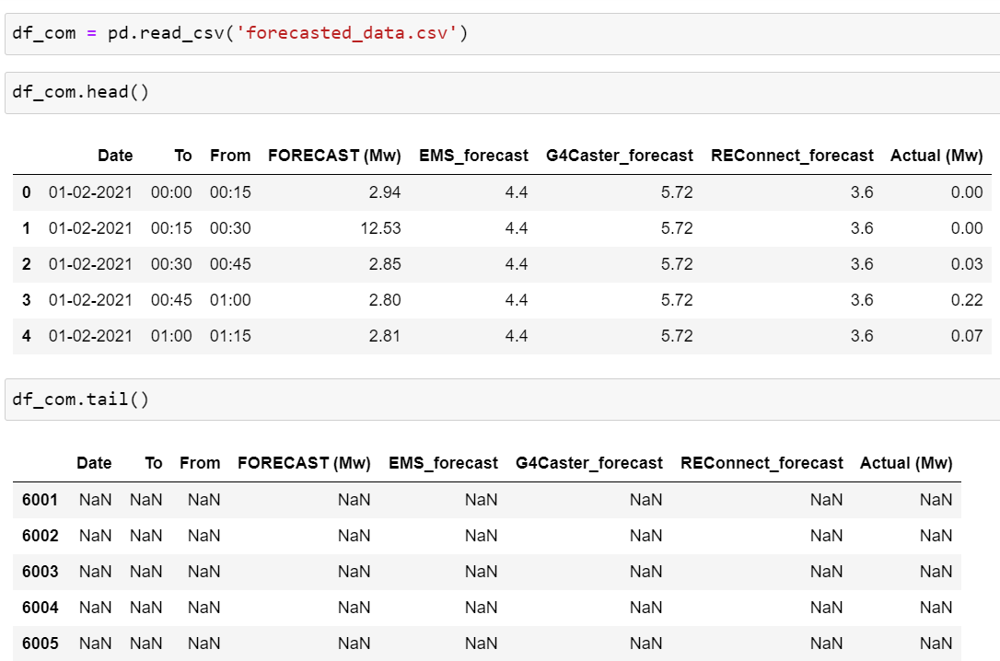 df_com = pd.read_csv('forecasted_data.csv')
df_com.head()
Date To From FORECAST (Mw) EMS_forecast G4Caster_forecast REConnect_forecast Actual (Mw)
0 01-02-2021 00:00 00:15 2.94 4.4 5.72 3.6 0.00
1 01-02-2021 00:15 00:30 12.53 4.4 5.72 3.6 0.00
2 01-02-2021 00:30 00:45 2.85 4.4 5.72 3.6 0.03
3 01-02-2021 00:45 01:00 2.80 4.4 5.72 3.6 0.22
4 01-02-2021 01:00 01:15 2.81 4.4 5.72 3.6 0.07
df_com.tail()
Date To From FORECAST (Mw) EMS_forecast G4Caster_forecast REConnect_forecast Actual (Mw)
6001 NaN NaN NaN NaN NaN NaN NaN NaN
6002 NaN NaN NaN NaN NaN NaN NaN NaN
6003 NaN NaN NaN NaN NaN NaN NaN NaN
6004 NaN NaN NaN NaN NaN NaN NaN NaN
6005 NaN NaN NaN NaN NaN NaN NaN NaN